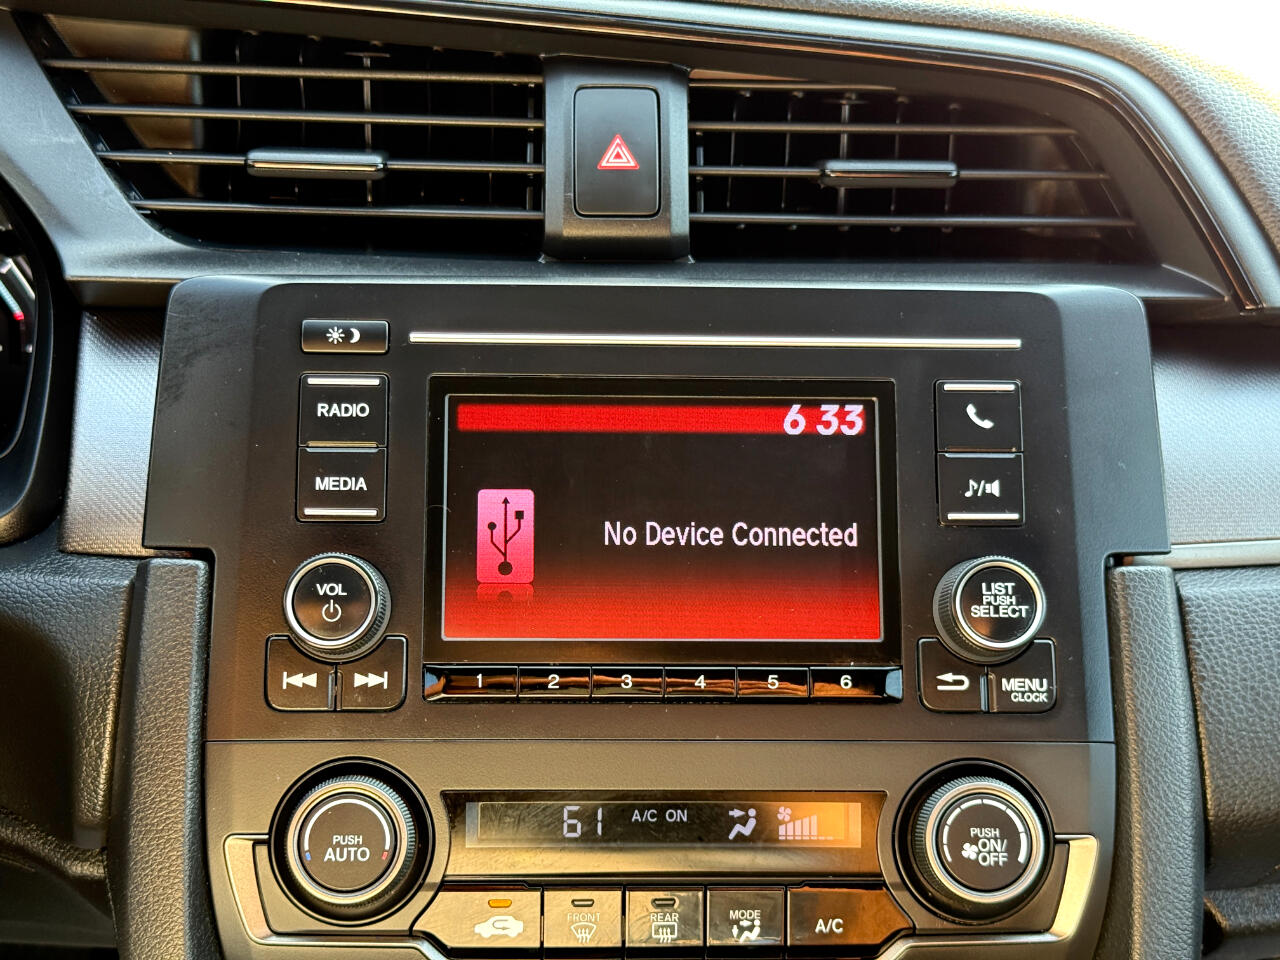 RADIO
MEDIA
6 33
No Device Connected
VOL
LIST
PUSH
SELECT
1 2 3 4 5 6
MENU
CLOCK
61 A/C ON
PUSH
AUTO
PUSH
ON/
OFF
FRONT
REAR
MODE
A/C